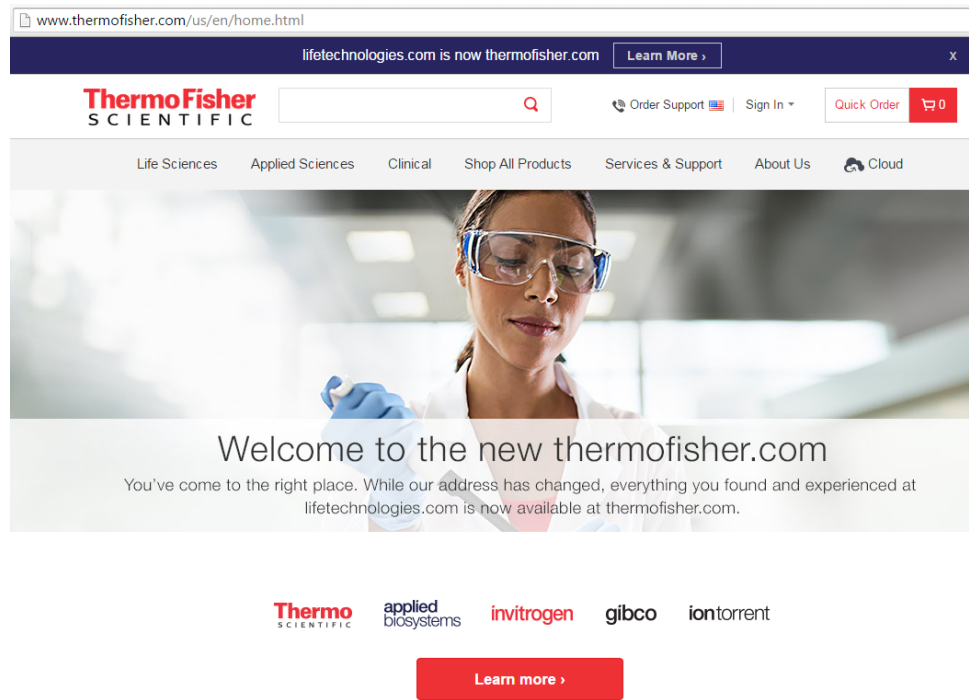 www.thermofisher.com/us/en/home.html
lifetechnologies.com is now thermofisher.com Learn More › x
ThermoFisher
SCIENTIFIC
Order Support Sign In Quick Order 0
Life Sciences Applied Sciences Clinical Shop All Products Services & Support About Us Cloud
Welcome to the new thermofisher.com
You've come to the right place. While our address has changed, everything you found and experienced at
lifetechnologies.com is now available at thermofisher.com.
Thermo
SCIENTIFIC
applied
biosystems
invitrogen
gibco
iontorrent
Learn more ›